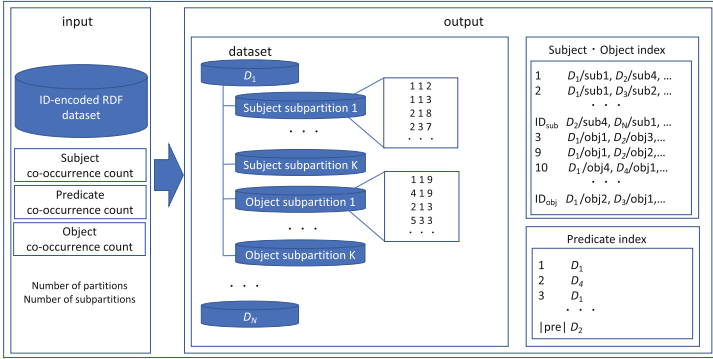 input
ID-encoded RDF
dataset
Subject
co-occurrence count
Predicate
co-occurrence count
Object
co-occurrence count
Number of partitions
Number of subpartitions
output
dataset
D1
Subject subpartition 1
・・・
Subject subpartition K
Object subpartition 1
・・・
Object subpartition K
・・・
DN
1 1 2
1 1 3
2 1 8
2 3 7
・・・
1 1 9
4 1 9
2 1 3
5 3 3
・・・
Subject・Object index
1 D1/sub1, D2/sub4, ...
2 D1/sub1, D3/sub2, ...
・・・
IDsub D2/sub4, DN/sub1, ...
3 D1/obj1, D2/obj3,...
9 D1/obj1, D2/obj2,...
10 D1/obj4, D4/obj1,...
・・・
IDobj D1/obj2, D3/obj1,...
Predicate index
1 D1
2 D4
3 D1
・・・
|pre| D2